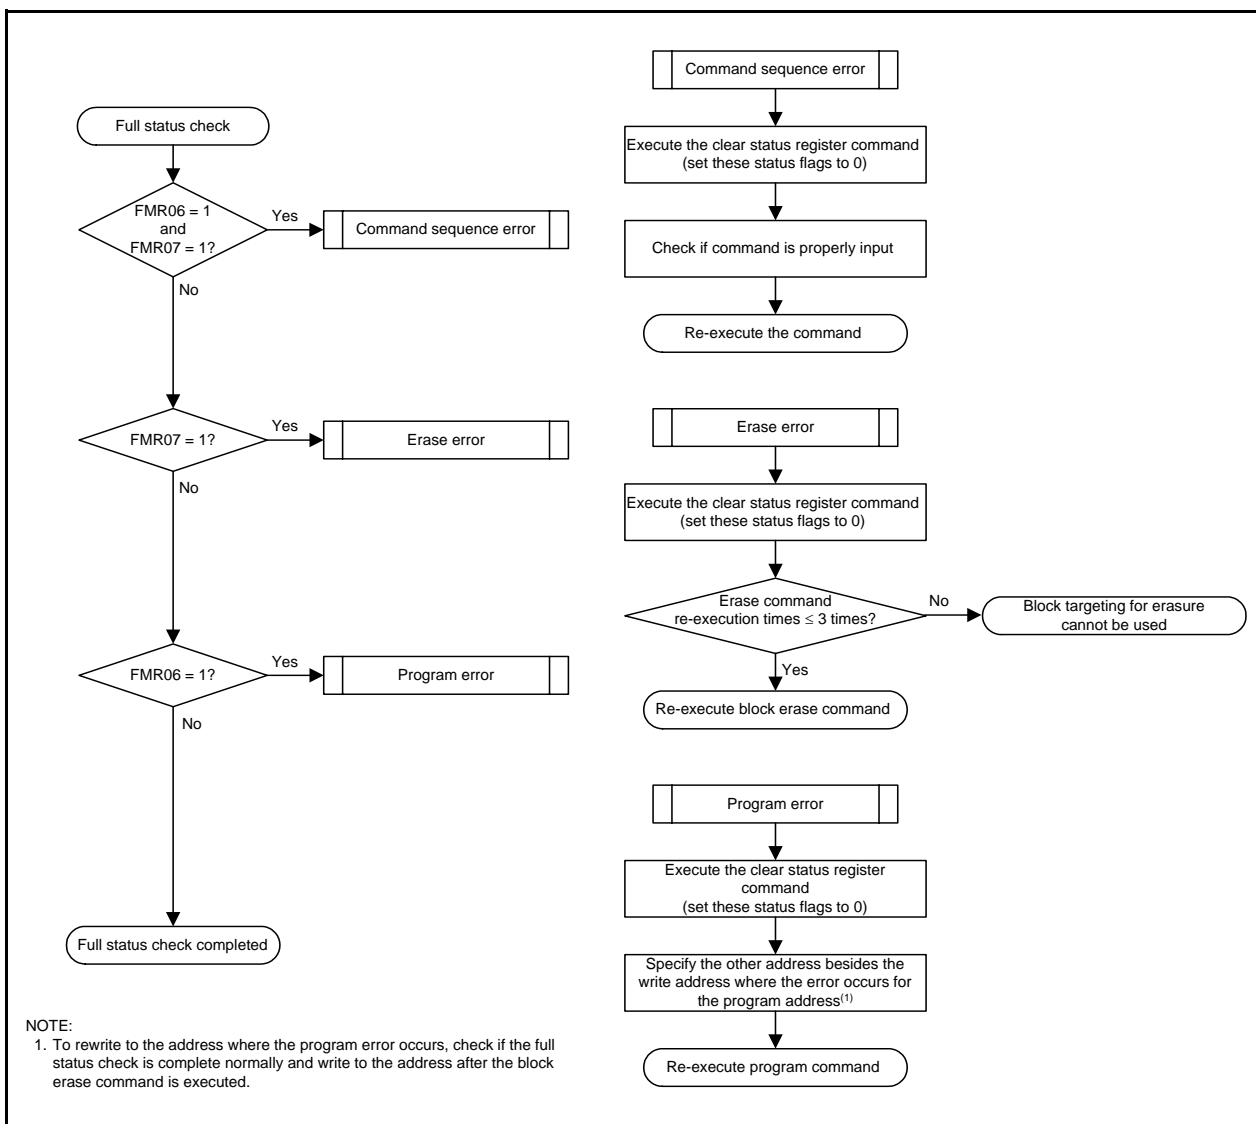 Full status check
FMR06 = 1
and
FMR07 = 1?
Yes
Command sequence error
No
FMR07 = 1?
Yes
Erase error
No
FMR06 = 1?
Yes
Program error
No
Full status check completed
NOTE:
1. To rewrite to the address where the program error occurs, check if the full
status check is complete normally and write to the address after the block
erase command is executed.
Command sequence error
Execute the clear status register command
(set these status flags to 0)
Check if command is properly input
Re-execute the command
Erase error
Execute the clear status register command
(set these status flags to 0)
Erase command
re-execution times ≤ 3 times?
No
Block targeting for erasure
cannot be used
Yes
Re-execute block erase command
Program error
Execute the clear status register
command
(set these status flags to 0)
Specify the other address besides the
write address where the error occurs for
the program address(1)
Re-execute program command